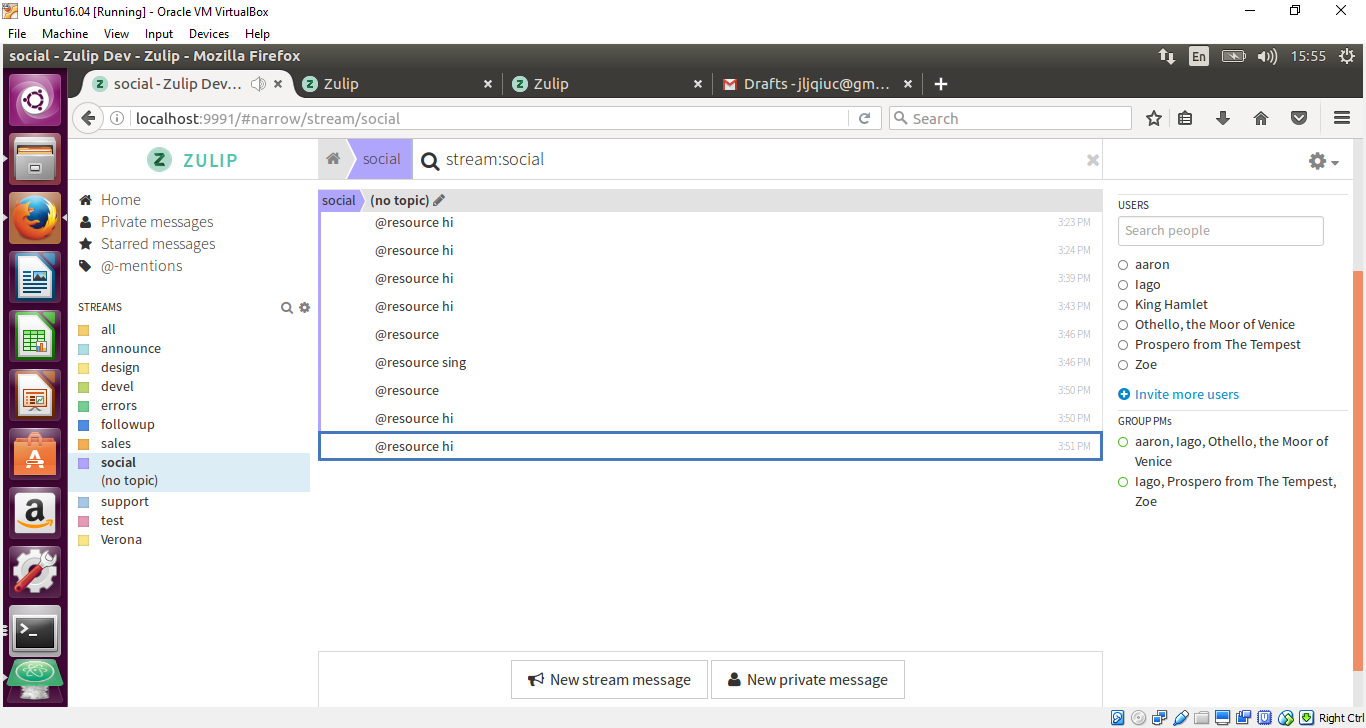 Ubuntu16.04 [Running] - Oracle VM VirtualBox
File Machine View Input Devices Help
social - Zulip Dev - Zulip - Mozilla Firefox
En 15:55
social - Zulip Dev... Zulip Zulip Drafts - jljqiuc@gm...
localhost:9991/#narrow/stream/social Search
Z ZULIP
social stream:social
Home
Private messages
Starred messages
@-mentions
STREAMS
all
announce
design
devel
errors
followup
sales
social
(no topic)
support
test
Verona
social (no topic)
@resource hi 3:23 PM
@resource hi 3:24 PM
@resource hi 3:39 PM
@resource hi 3:43 PM
@resource 3:46 PM
@resource sing 3:46 PM
@resource 3:50 PM
@resource hi 3:50 PM
@resource hi 3:51 PM
New stream message New private message
USERS
Search people
aaron
Iago
King Hamlet
Othello, the Moor of Venice
Prospero from The Tempest
Zoe
Invite more users
GROUP PMs
aaron, Iago, Othello, the Moor of
Venice
Iago, Prospero from The Tempest,
Zoe
Right Ctrl